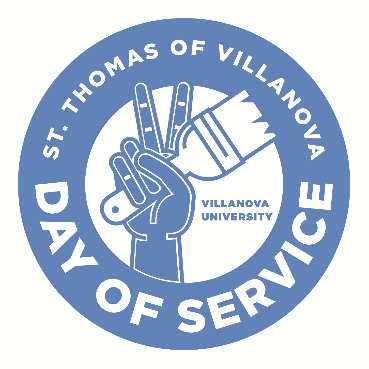 ST. THOMAS OF VILLANOVA
VILLANOVA
UNIVERSITY
DAY OF SERVICE